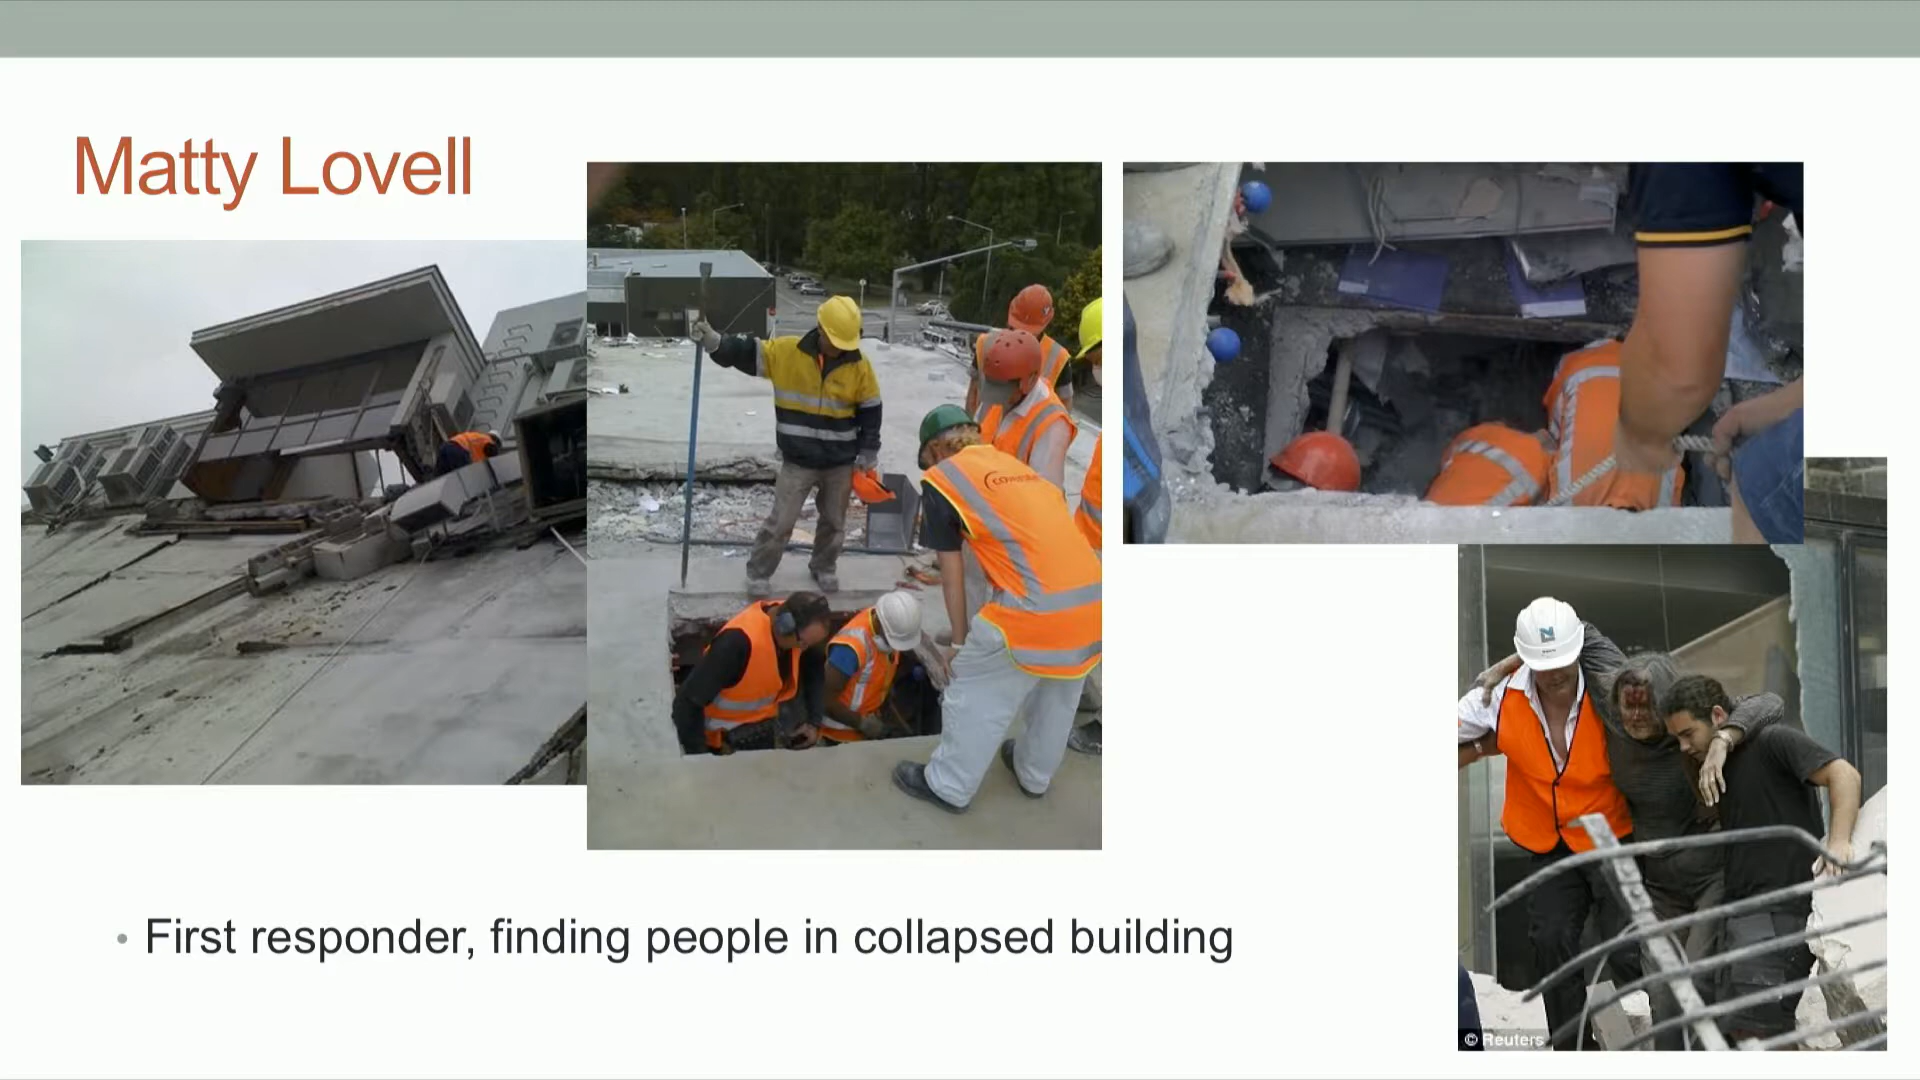 Matty Lovell
• First responder, finding people in collapsed building
© Reuters